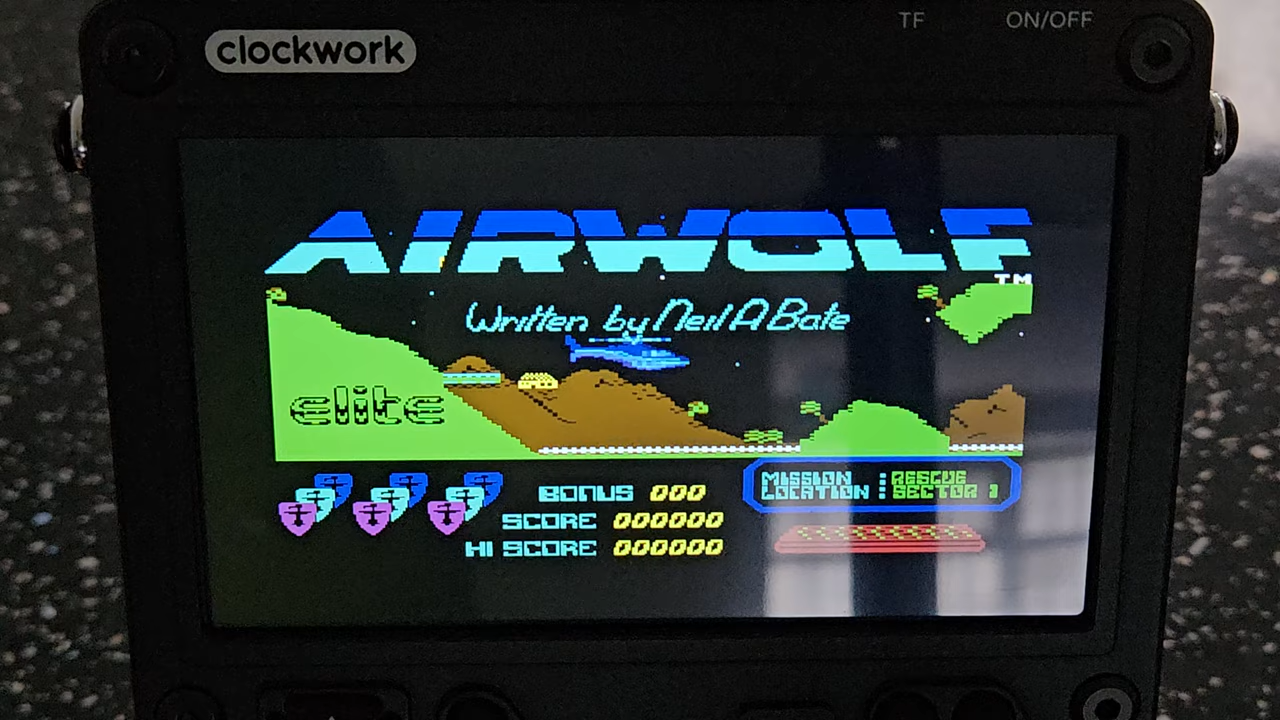 TF ON/OFF
clockwork
AIRWOLF
TM
Written by Neil A Bate
elite
MISSION : RESCUE
LOCATION : SECTOR 1
BONUS 000
SCORE 000000
HI SCORE 000000